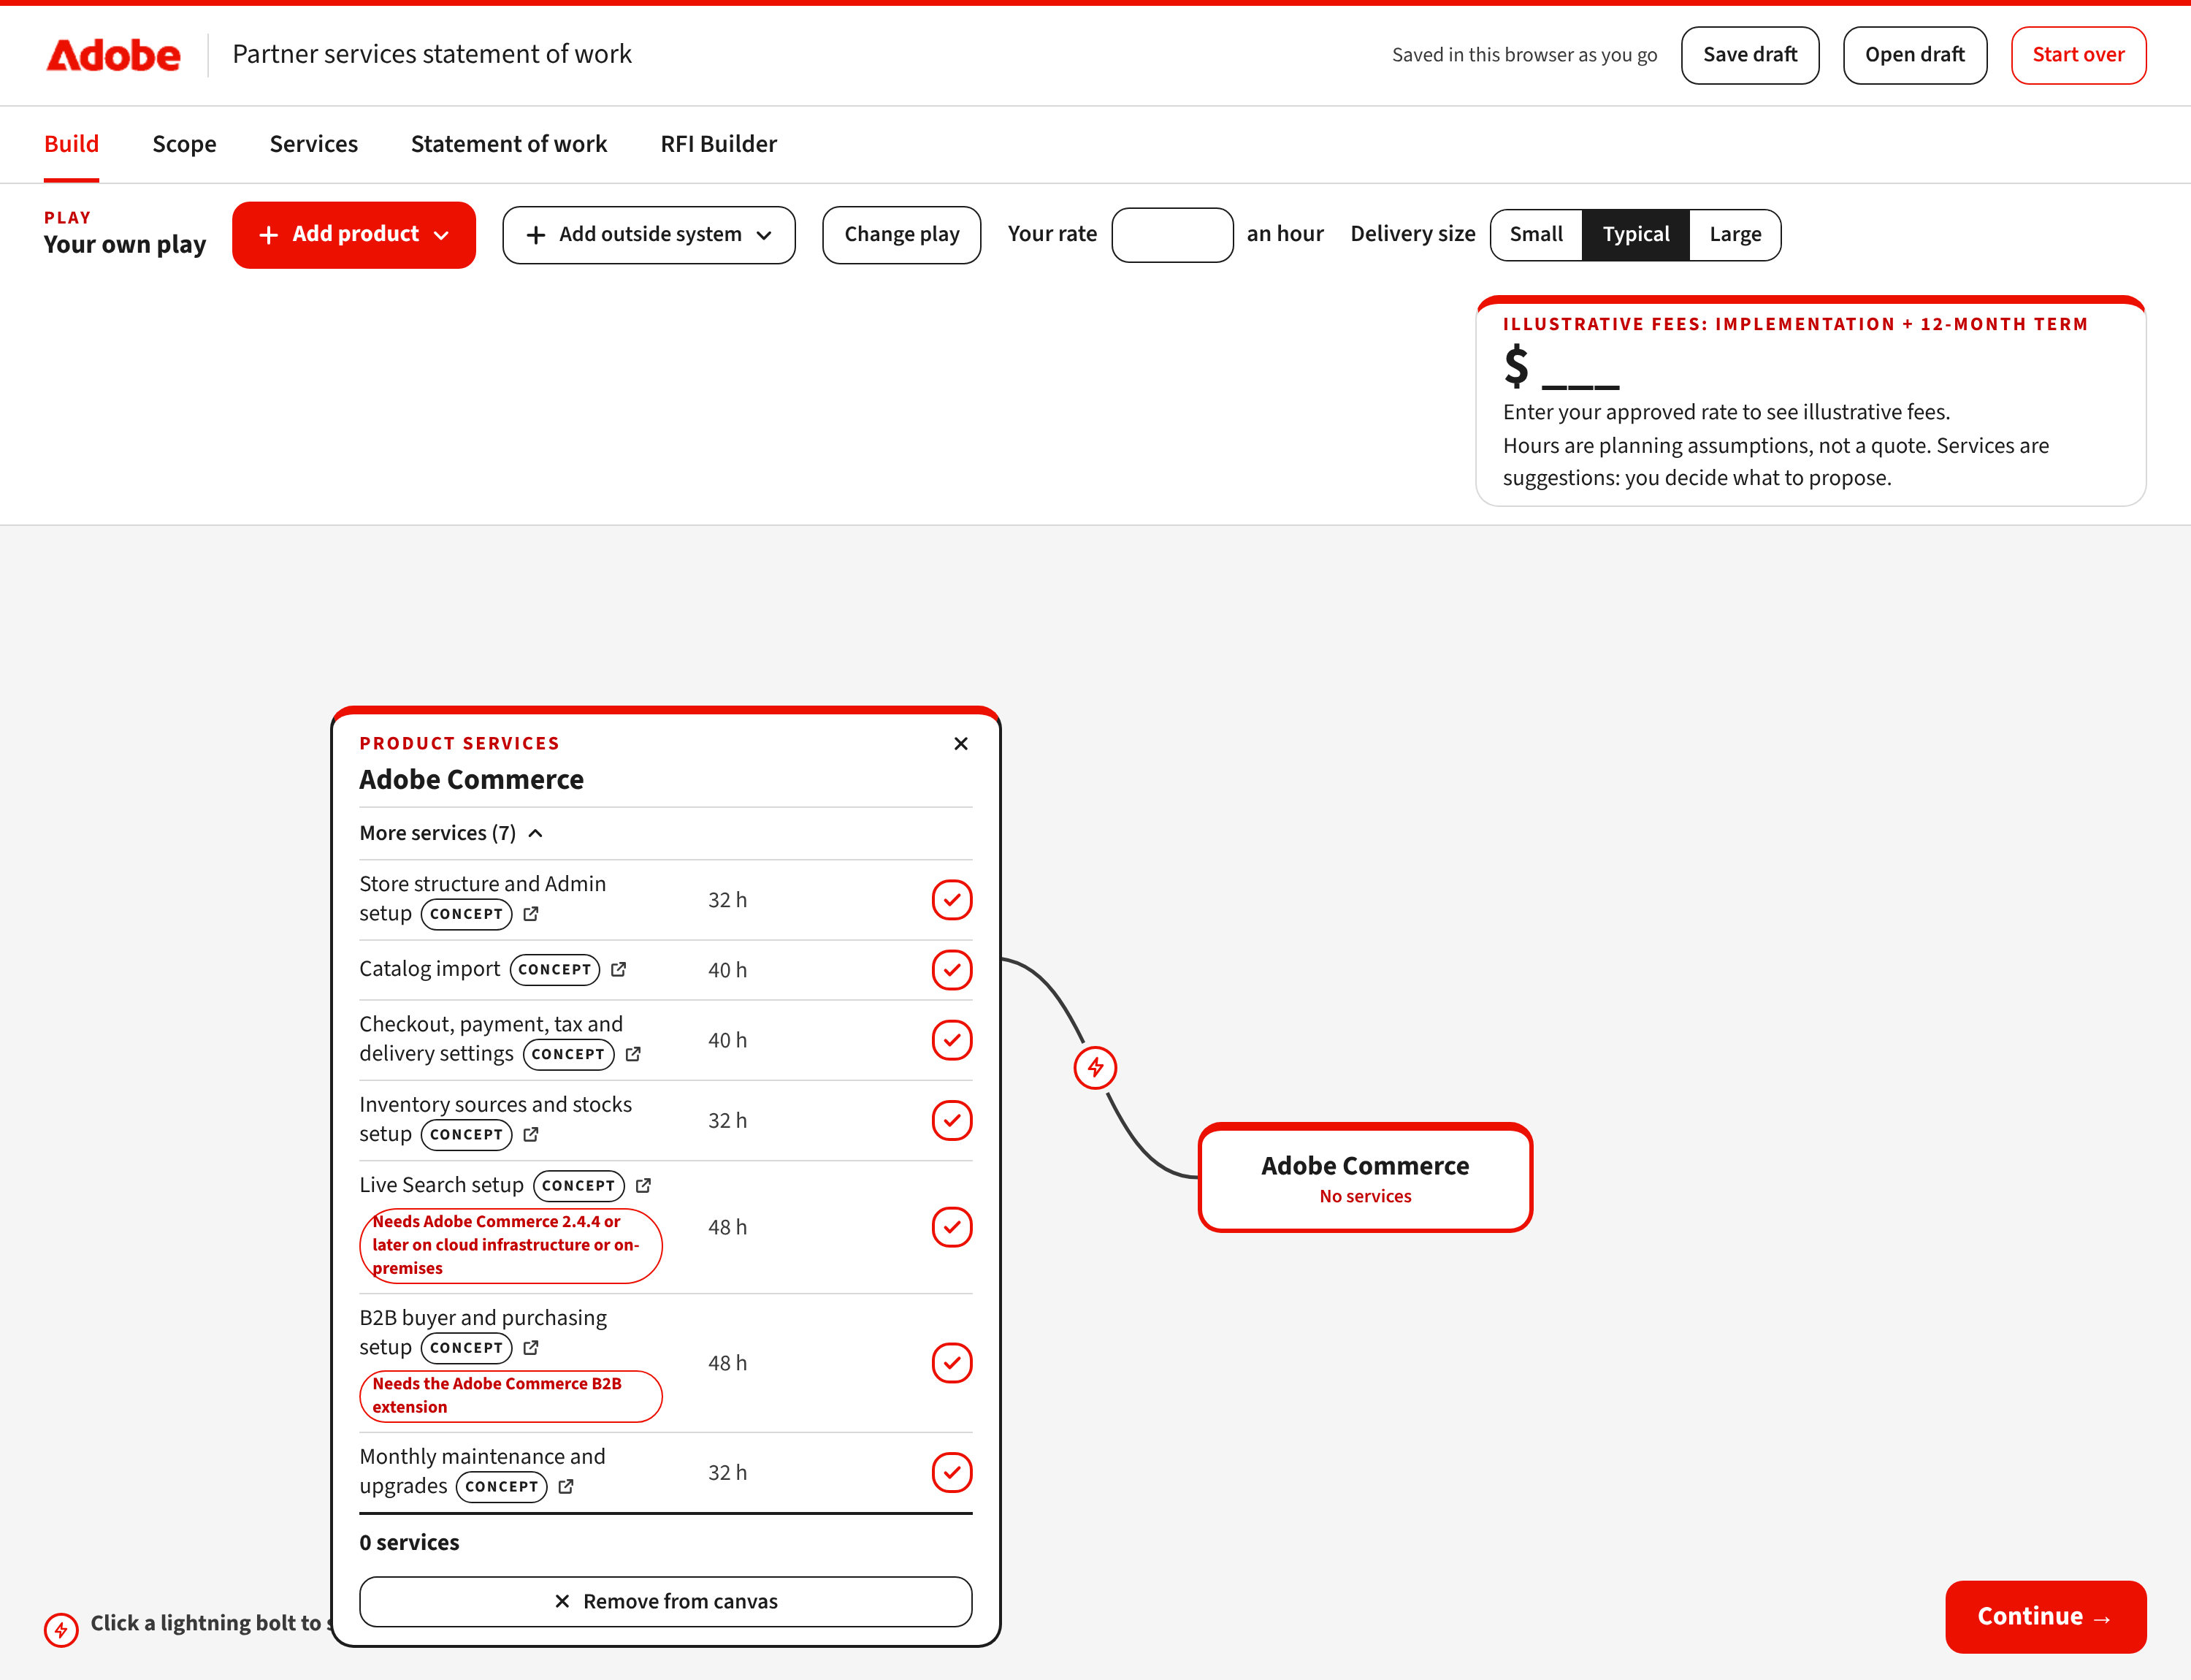 Adobe
Partner services statement of work
Saved in this browser as you go
Save draft
Open draft
Start over
Build
Scope
Services
Statement of work
RFI Builder
PLAY
Your own play
Add product
Add outside system
Change play
Your rate
an hour
Delivery size
Small
Typical
Large
ILLUSTRATIVE FEES: IMPLEMENTATION + 12-MONTH TERM
$ ___
Enter your approved rate to see illustrative fees.
Hours are planning assumptions, not a quote. Services are
suggestions: you decide what to propose.
PRODUCT SERVICES
Adobe Commerce
More services (7)
Store structure and Admin
setup CONCEPT
32 h
Catalog import CONCEPT
40 h
Checkout, payment, tax and
delivery settings CONCEPT
40 h
Inventory sources and stocks
setup CONCEPT
32 h
Live Search setup CONCEPT
Needs Adobe Commerce 2.4.4 or
later on cloud infrastructure or on-
premises
48 h
B2B buyer and purchasing
setup CONCEPT
Needs the Adobe Commerce B2B
extension
48 h
Monthly maintenance and
upgrades CONCEPT
32 h
0 services
Remove from canvas
Adobe Commerce
No services
Click a lightning bolt to
Continue →